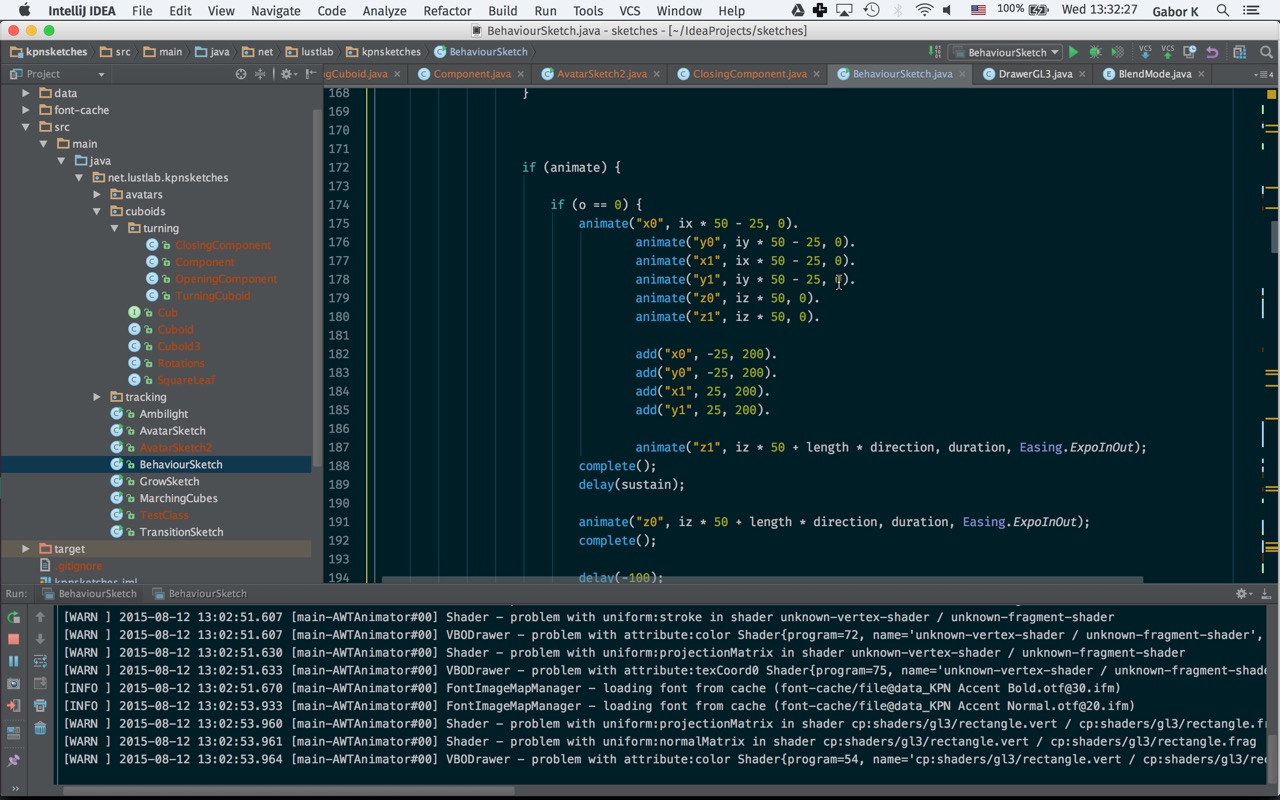 IntelliJ IDEA File Edit View Navigate Code Analyze Refactor Build Run Tools VCS Window Help 100% Wed 13:32:27 Gabor K
BehaviourSketch.java - sketches - [~/IdeaProjects/sketches]
kpnsketches src main java net lustlab kpnsketches BehaviourSketch BehaviourSketch VCS VCS
Project ngCuboid.java Component.java AvatarSketch2.java ClosingComponent.java BehaviourSketch.java DrawerGL3.java BlendMode.java 4
data
font-cache
src
main
java
net.lustlab.kpnsketches
avatars
cuboids
turning
ClosingComponent
Component
OpeningComponent
TurningCuboid
Cub
Cuboid
Cuboid3
Rotations
SquareLeaf
tracking
Ambilight
AvatarSketch
AvatarSketch2
BehaviourSketch
GrowSketch
MarchingCubes
TestClass
TransitionSketch
target
.gitignore
kpnsketches.iml
168 }
169
170
171
172 if (animate) {
173
174 if (o == 0) {
175 animate("x0", ix * 50 - 25, 0).
176 animate("y0", iy * 50 - 25, 0).
177 animate("x1", ix * 50 - 25, 0).
178 animate("y1", iy * 50 - 25, 0).
179 animate("z0", iz * 50, 0).
180 animate("z1", iz * 50, 0).
181
182 add("x0", -25, 200).
183 add("y0", -25, 200).
184 add("x1", 25, 200).
185 add("y1", 25, 200).
186
187 animate("z1", iz * 50 + length * direction, duration, Easing.ExpoInOut);
188 complete();
189 delay(sustain);
190
191 animate("z0", iz * 50 + length * direction, duration, Easing.ExpoInOut);
192 complete();
193
194 delay(-100);
Run: BehaviourSketch BehaviourSketch
[WARN ] 2015-08-12 13:02:51.607 [main-AWTAnimator#00] Shader - problem with uniform:stroke in shader unknown-vertex-shader / unknown-fragment-shader
[WARN ] 2015-08-12 13:02:51.607 [main-AWTAnimator#00] VBODrawer - problem with attribute:color Shader{program=72, name='unknown-vertex-shader / unknown-fragment-shader',
[WARN ] 2015-08-12 13:02:51.630 [main-AWTAnimator#00] Shader - problem with uniform:projectionMatrix in shader unknown-vertex-shader / unknown-fragment-shader
[WARN ] 2015-08-12 13:02:51.633 [main-AWTAnimator#00] VBODrawer - problem with attribute:texCoord0 Shader{program=75, name='unknown-vertex-shader / unknown-fragment-shade
[INFO ] 2015-08-12 13:02:51.670 [main-AWTAnimator#00] FontImageMapManager - loading font from cache (font-cache/file@data_KPN Accent Bold.otf@30.ifm)
[INFO ] 2015-08-12 13:02:53.933 [main-AWTAnimator#00] FontImageMapManager - loading font from cache (font-cache/file@data_KPN Accent Normal.otf@20.ifm)
[WARN ] 2015-08-12 13:02:53.960 [main-AWTAnimator#00] Shader - problem with uniform:projectionMatrix in shader cp:shaders/gl3/rectangle.vert / cp:shaders/gl3/rectangle.fr
[WARN ] 2015-08-12 13:02:53.961 [main-AWTAnimator#00] Shader - problem with uniform:normalMatrix in shader cp:shaders/gl3/rectangle.vert / cp:shaders/gl3/rectangle.frag
[WARN ] 2015-08-12 13:02:53.964 [main-AWTAnimator#00] VBODrawer - problem with attribute:color Shader{program=54, name='cp:shaders/gl3/rectangle.vert / cp:shaders/gl3/rec